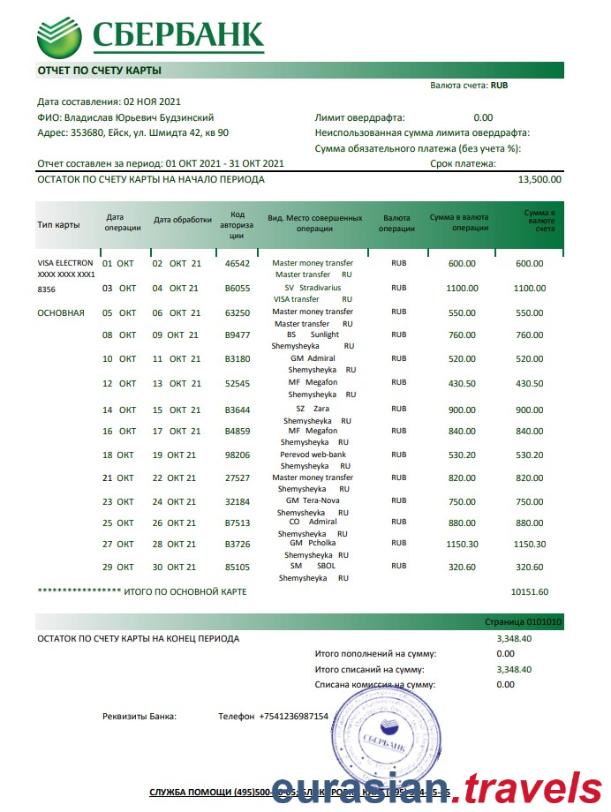 СБЕРБАНК
ОТЧЕТ ПО СЧЕТУ КАРТЫ
Валюта счета: RUB
Дата составления: 02 НОЯ 2021
ФИО: Владислав Юрьевич Будзинский
Лимит овердрафта: 0.00
Адрес: 353680, Ейск, ул. Шмидта 42, кв 90
Неиспользованная сумма лимита овердрафта:
Сумма обязательного платежа (без учета %):
Отчет составлен за период: 01 ОКТ 2021 - 31 ОКТ 2021 Срок платежа:
ОСТАТОК ПО СЧЕТУ КАРТЫ НА НАЧАЛО ПЕРИОДА 13,500.00
Тип карты Дата операции Дата обработки Код авториза ции Вид. Место совершенных операции Валюта операции Сумма в валюта операции Сумма в валюте счета
VISA ELECTRON 01 ОКТ 02 ОКТ 21 46542 Master money transfer RUB 600.00 600.00
XXXX XXXX XXX1 Master transfer RU
8356 03 ОКТ 04 ОКТ 21 B6055 SV Stradivarius RUB 1100.00 1100.00
VISA transfer RU
ОСНОВНАЯ 05 ОКТ 06 ОКТ 21 63250 Master money transfer RUB 550.00 550.00
Master transfer RU
08 ОКТ 09 ОКТ 21 B9477 BS Sunlight RUB 760.00 760.00
Shemysheyka RU
10 ОКТ 11 ОКТ 21 B3180 GM Admiral RUB 520.00 520.00
Shemysheyka RU
12 ОКТ 13 ОКТ 21 52545 MF Megafon RUB 430.50 430.50
Shemysheyka RU
14 ОКТ 15 ОКТ 21 B3644 SZ Zara RUB 900.00 900.00
Shemysheyka RU
16 ОКТ 17 ОКТ 21 B4859 MF Megafon RUB 840.00 840.00
Shemysheyka RU
18 ОКТ 19 ОКТ 21 98206 Perevod web-bank RUB 530.20 530.20
Shemysheyka RU
21 ОКТ 22 ОКТ 21 27527 Master money transfer RUB 820.00 820.00
Shemysheyka RU
23 ОКТ 24 ОКТ 21 32184 GM Tera-Nova RUB 750.00 750.00
Shemysheyka RU
25 ОКТ 26 ОКТ 21 B7513 CO Admiral RUB 880.00 880.00
Shemysheyka RU
27 ОКТ 28 ОКТ 21 B3726 GM Pcholka RUB 1150.30 1150.30
Shemysheyka RU
29 ОКТ 30 ОКТ 21 85105 SM SBOL RUB 320.60 320.60
Shemysheyka RU
***************** ИТОГО ПО ОСНОВНОЙ КАРТЕ 10151.60
Страница 0101010
ОСТАТОК ПО СЧЕТУ КАРТЫ НА КОНЕЦ ПЕРИОДА 3,348.40
Итого пополнений на сумму: 0.00
Итого списаний на сумму: 3,348.40
Списана комиссия на сумму: 0.00
Реквизиты Банка: Телефон +7541236987154
СБЕРБАНК
СЛУЖБА ПОМОЩИ
eurasian.travels